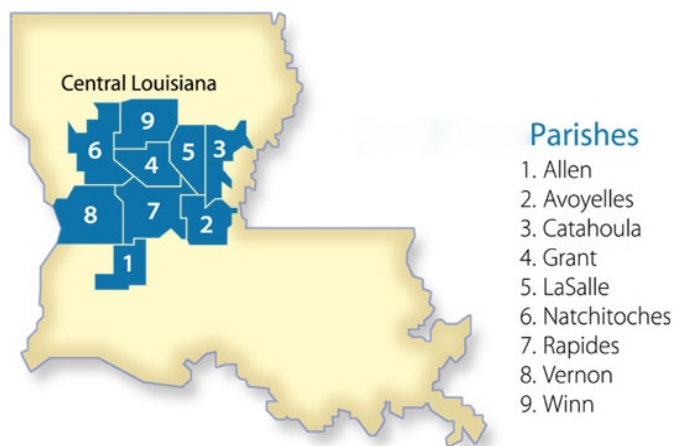 Central Louisiana
9
6
4
5
3
8
7
2
1
Parishes
1. Allen
2. Avoyelles
3. Catahoula
4. Grant
5. LaSalle
6. Natchitoches
7. Rapides
8. Vernon
9. Winn